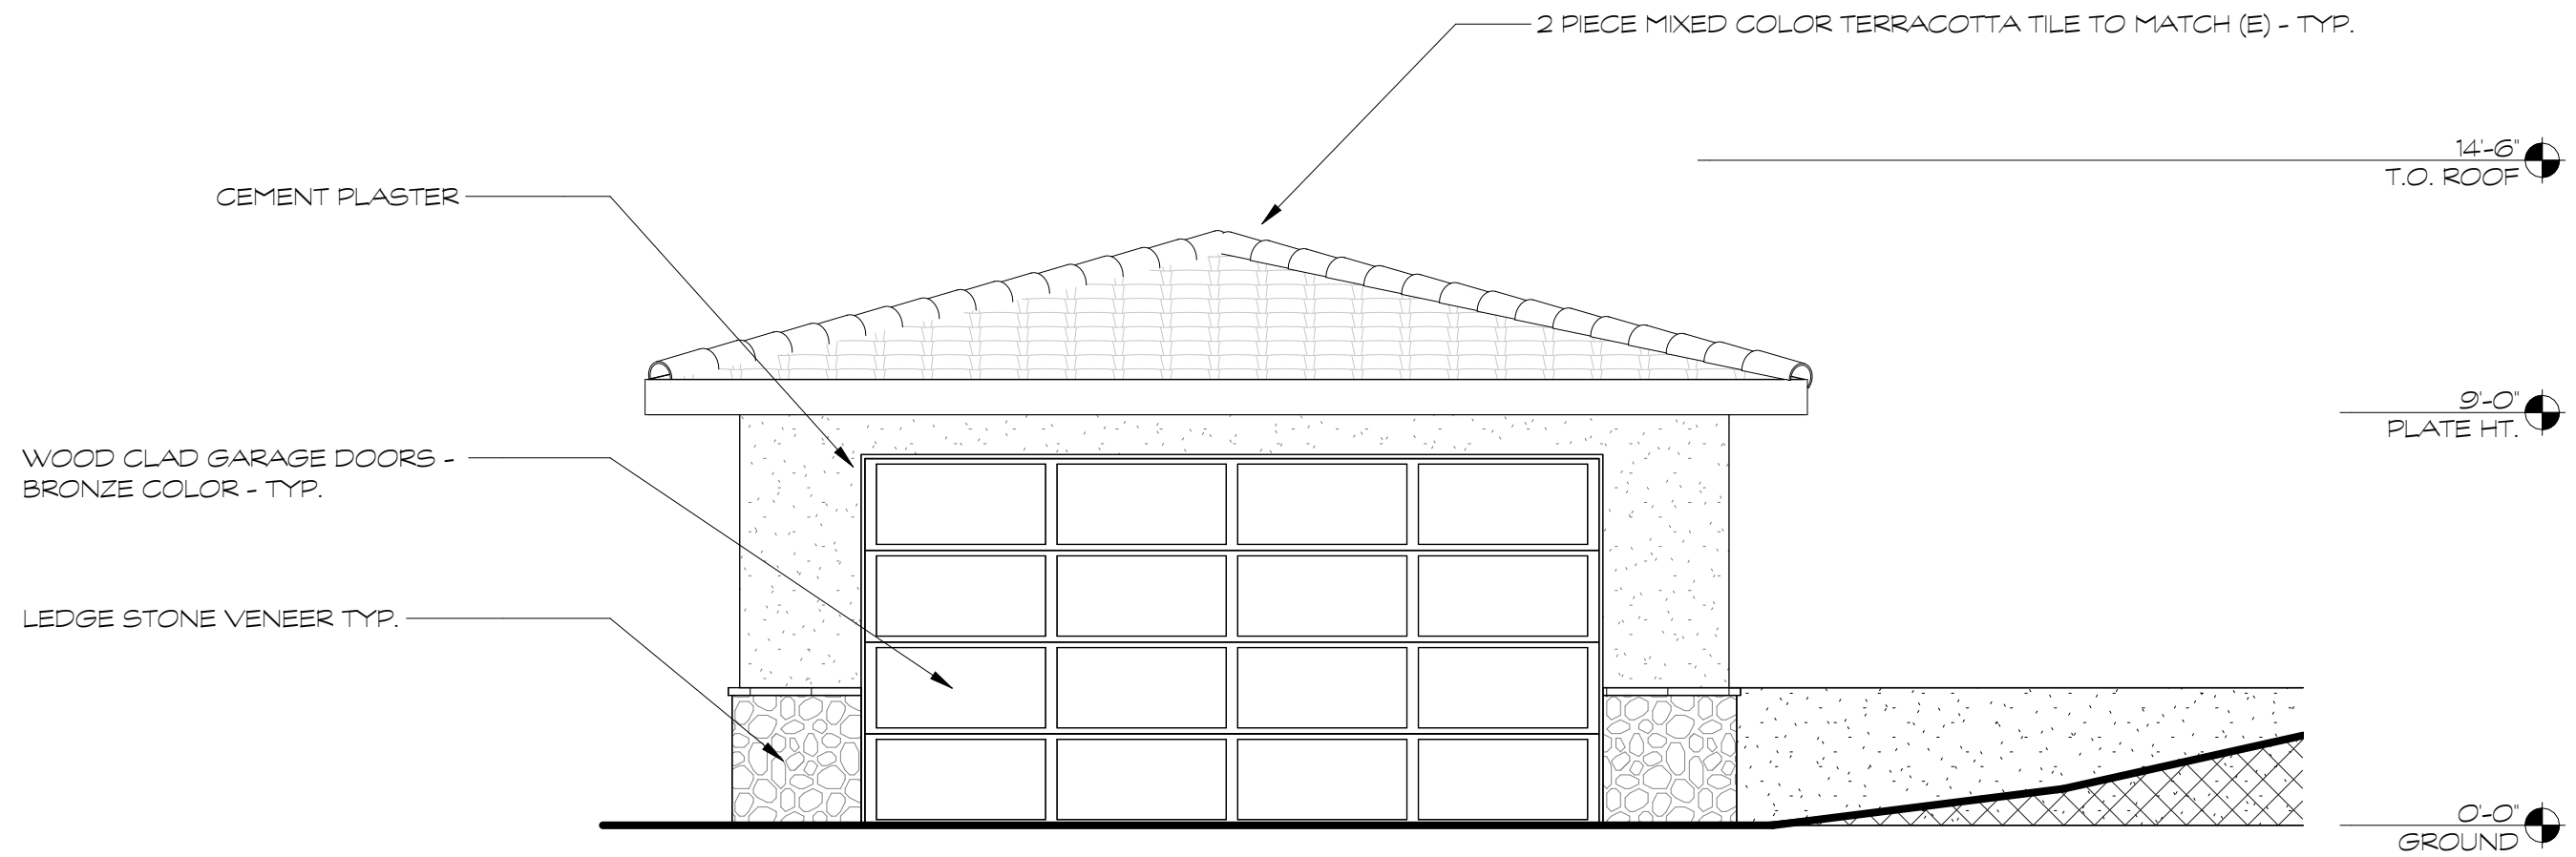 2 PIECE MIXED COLOR TERRACOTTA TILE TO MATCH (E) - TYP.
14'-6"
T.O. ROOF
CEMENT PLASTER
9'-0"
PLATE HT.
WOOD CLAD GARAGE DOORS -
BRONZE COLOR - TYP.
LEDGE STONE VENEER TYP.
0'-0"
GROUND